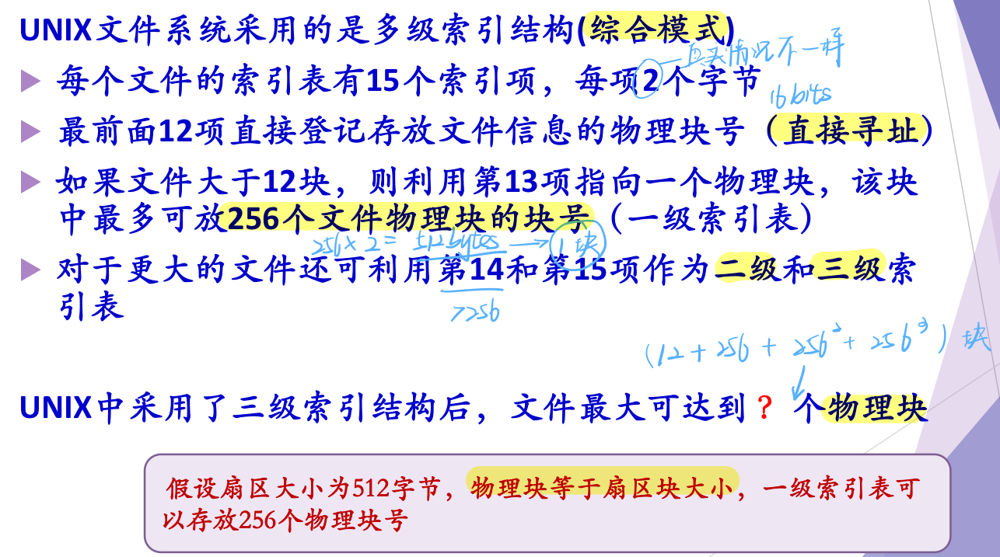 UNIX文件系统采用的是多级索引结构(综合模式)
真实情况不一样
每个文件的索引表有15个索引项，每项2个字节
16 bits
最前面12项直接登记存放文件信息的物理块号（直接寻址）
如果文件大于12块，则利用第13项指向一个物理块，该块
中最多可放256个文件物理块的块号（一级索引表）
256 × 2 = 512 bytes → 1块
对于更大的文件还可利用第14和第15项作为二级和三级索
引表
>256
(12 + 256 + 256² + 256³) 块
UNIX中采用了三级索引结构后，文件最大可达到？个物理块
假设扇区大小为512字节，物理块等于扇区块大小，一级索引表可
以存放256个物理块号